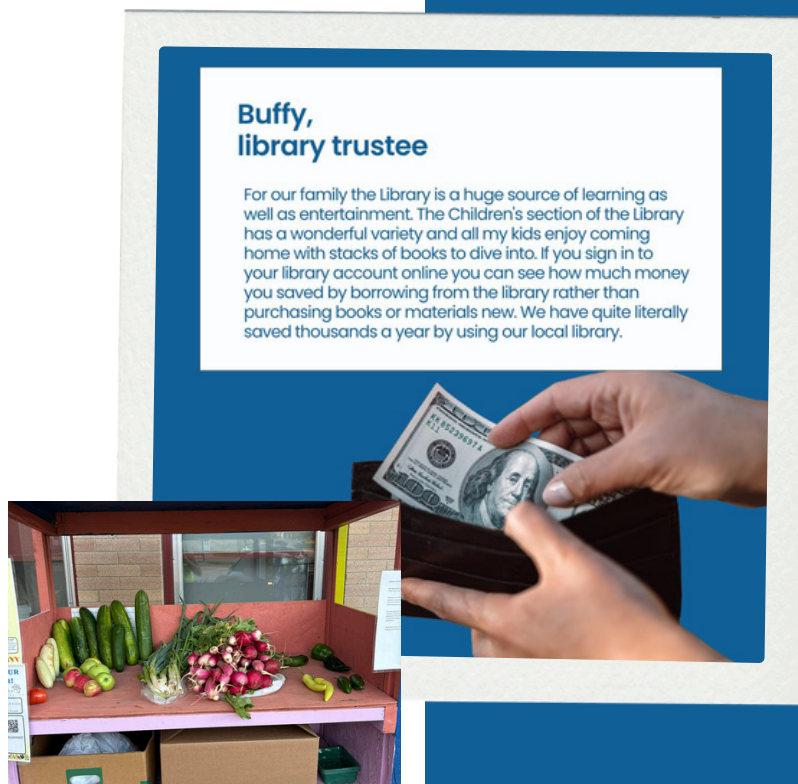 Buffy,
library trustee
For our family the Library is a huge source of learning as
well as entertainment. The Children's section of the Library
has a wonderful variety and all my kids enjoy coming
home with stacks of books to dive into. If you sign in to
your library account online you can see how much money
you saved by borrowing from the library rather than
purchasing books or materials new. We have quite literally
saved thousands a year by using our local library.
KK85239697A
K11
100